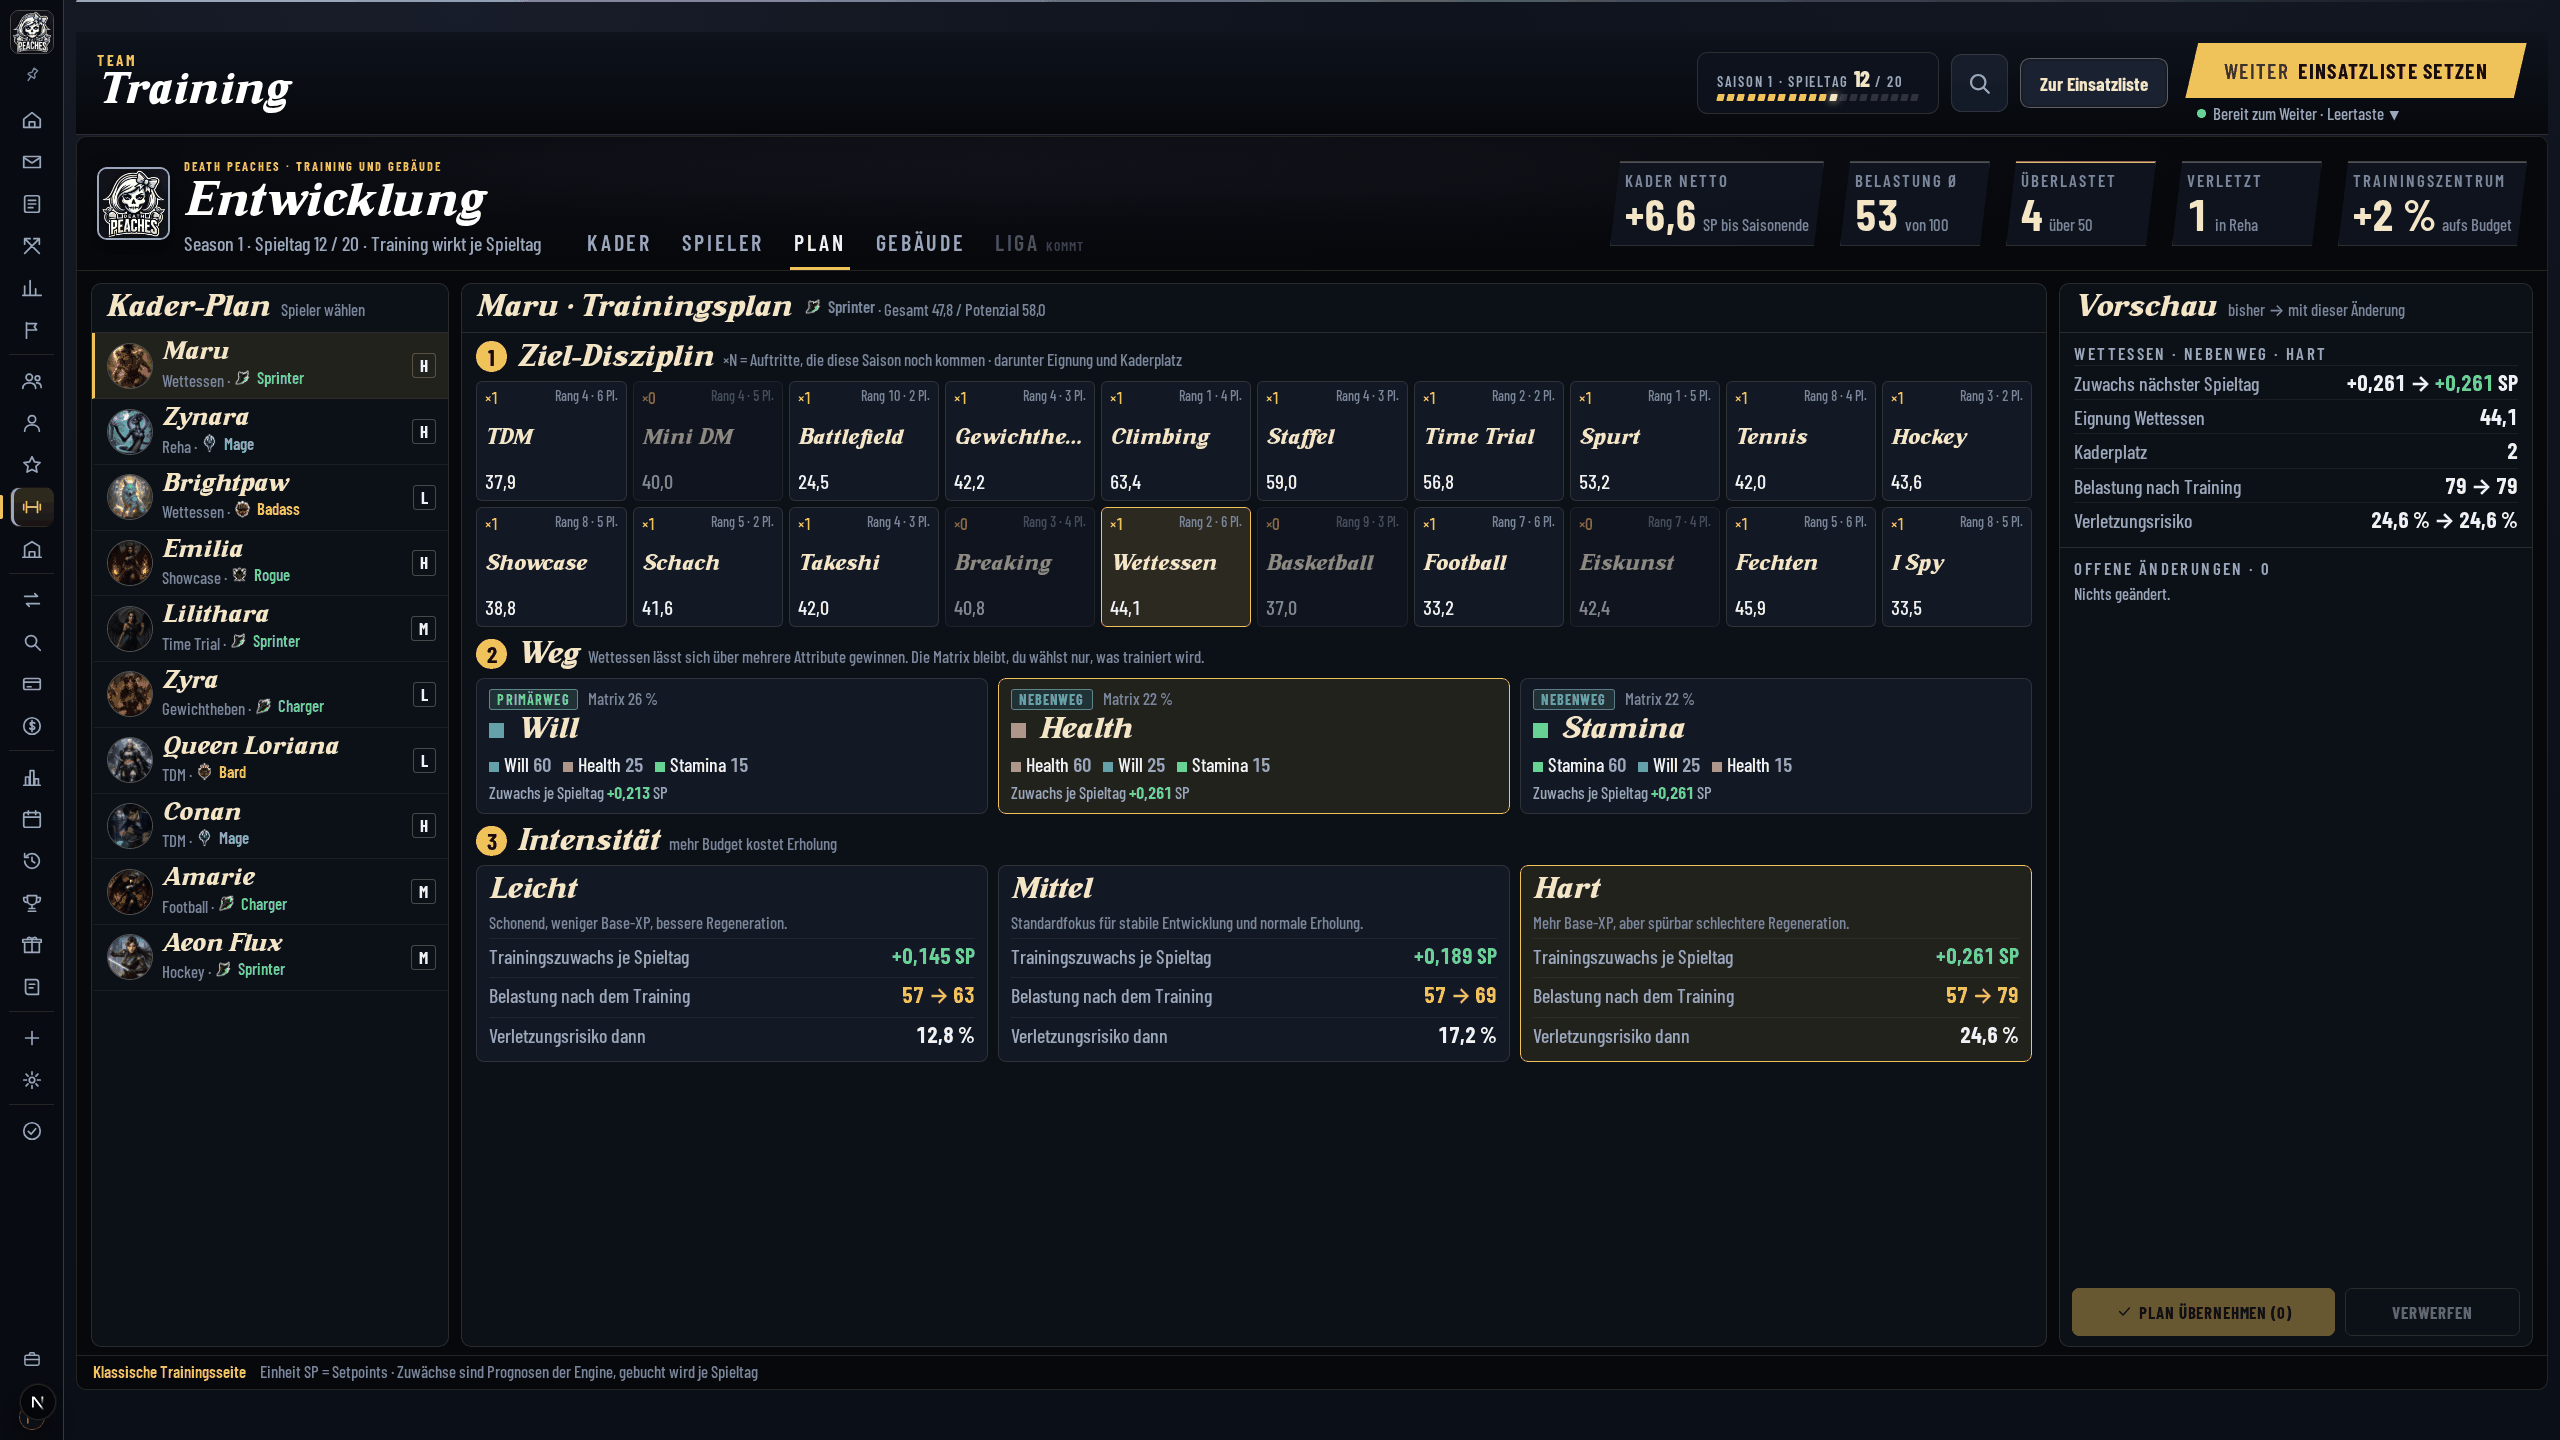 TEAM
Training
SAISON 1 · SPIELTAG 12 / 20
Zur Einsatzliste
WEITER EINSATZLISTE SETZEN
Bereit zum Weiter · Leertaste ▼
DEATH PEACHES · TRAINING UND GEBÄUDE
Entwicklung
Season 1 · Spieltag 12 / 20 · Training wirkt je Spieltag
KADER SPIELER PLAN GEBÄUDE LIGA KOMMT
KADER NETTO
+6,6 SP bis Saisonende
BELASTUNG Ø
53 von 100
ÜBERLASTET
4 über 50
VERLETZT
1 in Reha
TRAININGSZENTRUM
+2 % aufs Budget
Kader-Plan Spieler wählen
Maru
Wettessen · Sprinter
H
Zynara
Reha · Mage
H
Brightpaw
Wettessen · Badass
L
Emilia
Showcase · Rogue
H
Lilithara
Time Trial · Sprinter
M
Zyra
Gewichtheben · Charger
L
Queen Loriana
TDM · Bard
L
Conan
TDM · Mage
H
Amarie
Football · Charger
M
Aeon Flux
Hockey · Sprinter
M
Maru · Trainingsplan Sprinter · Gesamt 47,8 / Potenzial 58,0
1 Ziel-Disziplin ×N = Auftritte, die diese Saison noch kommen · darunter Eignung und Kaderplatz
×1 Rang 4 · 6 Pl.
TDM
37,9
×0 Rang 4 · 5 Pl.
Mini DM
40,0
×1 Rang 10 · 2 Pl.
Battlefield
24,5
×1 Rang 4 · 3 Pl.
Gewichthe...
42,2
×1 Rang 1 · 4 Pl.
Climbing
63,4
×1 Rang 4 · 3 Pl.
Staffel
59,0
×1 Rang 2 · 2 Pl.
Time Trial
56,8
×1 Rang 1 · 5 Pl.
Spurt
53,2
×1 Rang 8 · 4 Pl.
Tennis
42,0
×1 Rang 3 · 2 Pl.
Hockey
43,6
×1 Rang 8 · 5 Pl.
Showcase
38,8
×1 Rang 5 · 2 Pl.
Schach
41,6
×1 Rang 4 · 3 Pl.
Takeshi
42,0
×0 Rang 3 · 4 Pl.
Breaking
40,8
×1 Rang 2 · 6 Pl.
Wettessen
44,1
×0 Rang 9 · 3 Pl.
Basketball
37,0
×1 Rang 7 · 6 Pl.
Football
33,2
×0 Rang 7 · 4 Pl.
Eiskunst
42,4
×1 Rang 5 · 6 Pl.
Fechten
45,9
×1 Rang 8 · 5 Pl.
I Spy
33,5
2 Weg Wettessen lässt sich über mehrere Attribute gewinnen. Die Matrix bleibt, du wählst nur, was trainiert wird.
PRIMÄRWEG Matrix 26 %
Will
Will 60 Health 25 Stamina 15
Zuwachs je Spieltag +0,213 SP
NEBENWEG Matrix 22 %
Health
Health 60 Will 25 Stamina 15
Zuwachs je Spieltag +0,261 SP
NEBENWEG Matrix 22 %
Stamina
Stamina 60 Will 25 Health 15
Zuwachs je Spieltag +0,261 SP
3 Intensität mehr Budget kostet Erholung
Leicht
Schonend, weniger Base-XP, bessere Regeneration.
Trainingszuwachs je Spieltag +0,145 SP
Belastung nach dem Training 57 → 63
Verletzungsrisiko dann 12,8 %
Mittel
Standardfokus für stabile Entwicklung und normale Erholung.
Trainingszuwachs je Spieltag +0,189 SP
Belastung nach dem Training 57 → 69
Verletzungsrisiko dann 17,2 %
Hart
Mehr Base-XP, aber spürbar schlechtere Regeneration.
Trainingszuwachs je Spieltag +0,261 SP
Belastung nach dem Training 57 → 79
Verletzungsrisiko dann 24,6 %
Vorschau bisher → mit dieser Änderung
WETTESSEN · NEBENWEG · HART
Zuwachs nächster Spieltag +0,261 → +0,261 SP
Eignung Wettessen 44,1
Kaderplatz 2
Belastung nach Training 79 → 79
Verletzungsrisiko 24,6 % → 24,6 %
OFFENE ÄNDERUNGEN · 0
Nichts geändert.
PLAN ÜBERNEHMEN (0)
VERWERFEN
Klassische Trainingsseite Einheit SP = Setpoints · Zuwächse sind Prognosen der Engine, gebucht wird je Spieltag
N